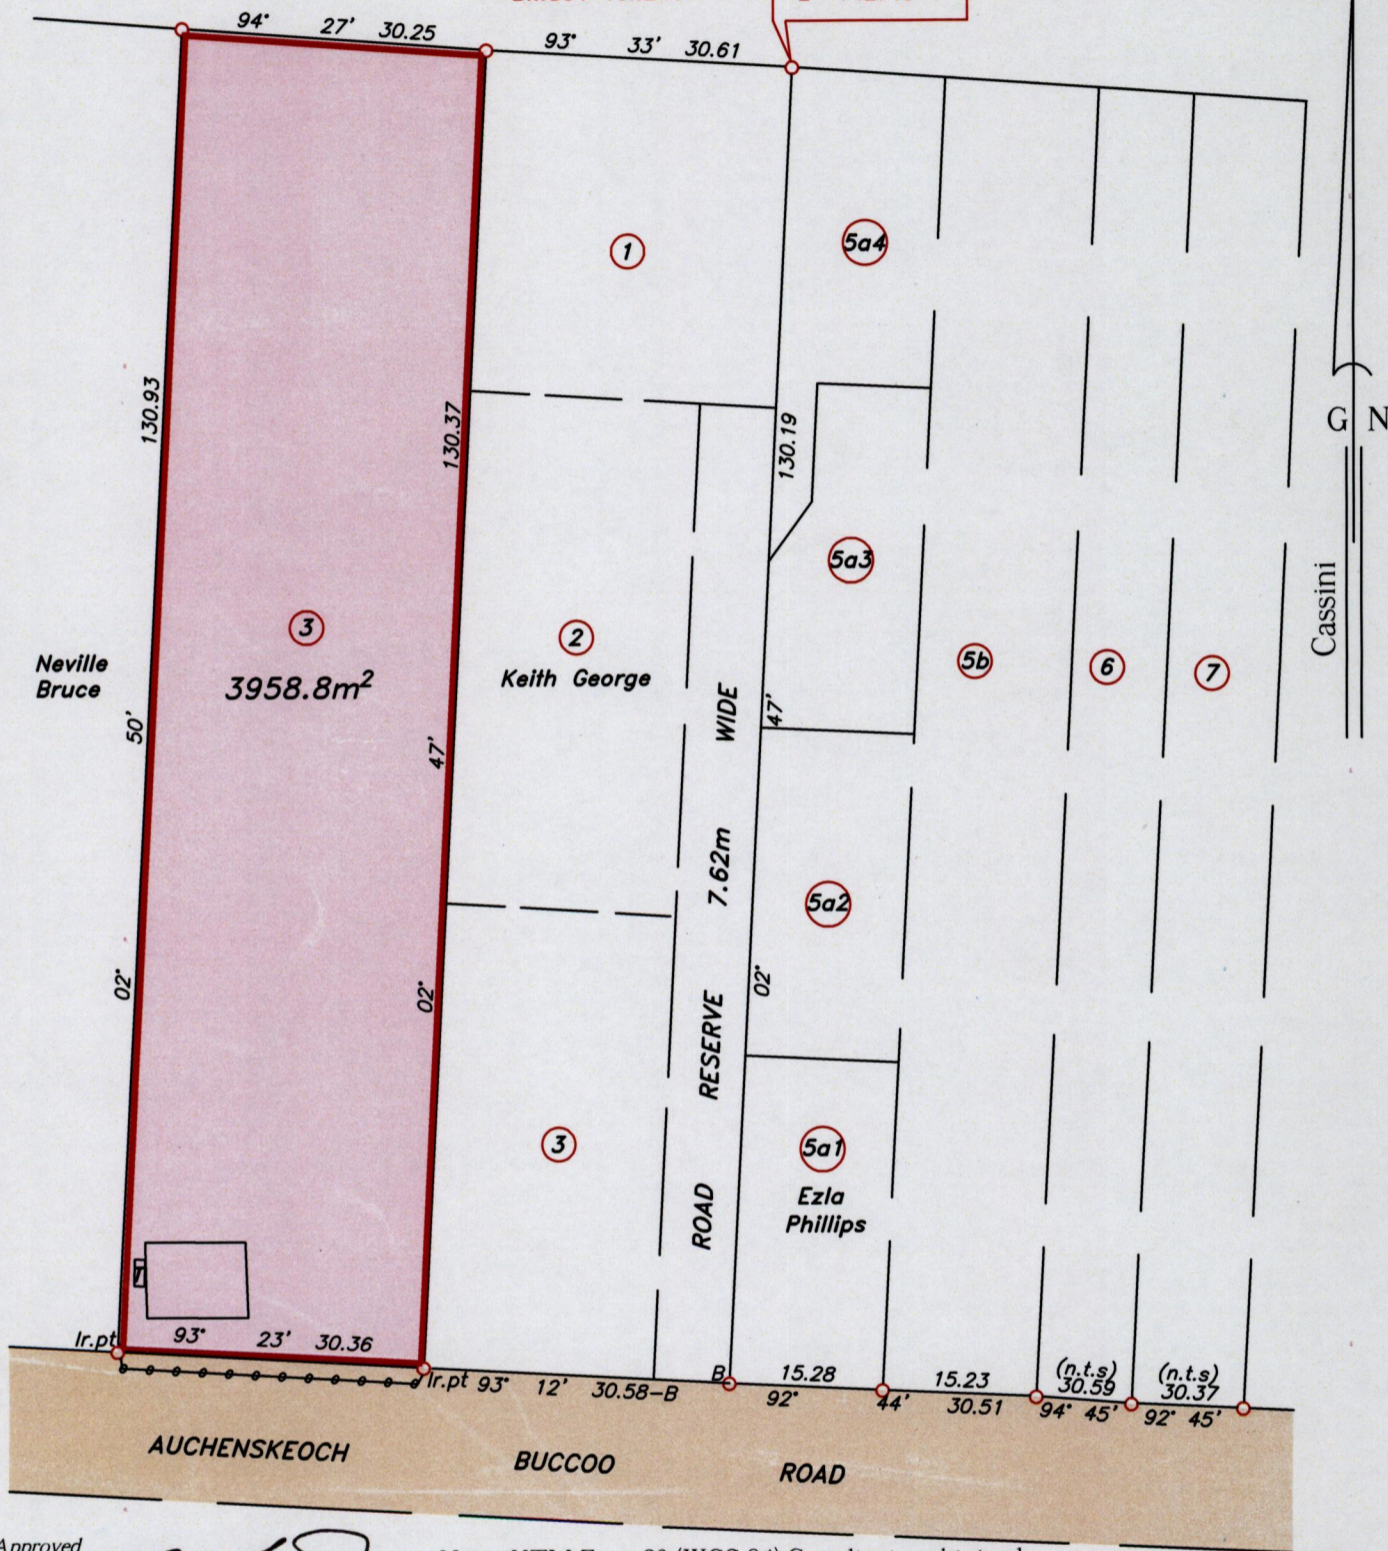 94° 27' 30.25
93° 33' 30.61
1
5a4
130.93
130.37
130.19
G N
Cassini
3
3958.8m²
Neville
Bruce
2
Keith George
5a3
5b
6
7
50'
47'
47'
02°
02°
02°
ROAD RESERVE 7.62m WIDE
5a2
3
5a1
Ezla
Phillips
T
Ir.pt
93° 23' 30.36
Ir.pt
93° 12' 30.58-B
B
15.28
92° 44'
15.23
30.51
(n.t.s)
30.59
94° 45'
(n.t.s)
30.37
92° 45'
AUCHENSKEOCH BUCCOO ROAD
Approved